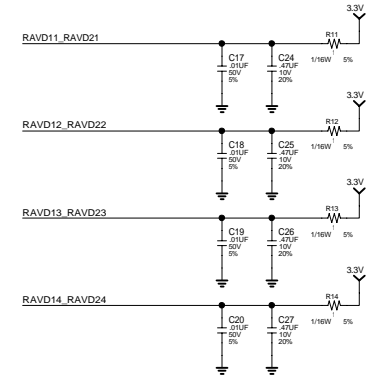 3.3V
RAVD11_RAVD21
R11
1/16W 5%
C17
.01UF
50V
5%
C24
.47UF
10V
20%
3.3V
RAVD12_RAVD22
R12
1/16W 5%
C18
.01UF
50V
5%
C25
.47UF
10V
20%
3.3V
RAVD13_RAVD23
R13
1/16W 5%
C19
.01UF
50V
5%
C26
.47UF
10V
20%
3.3V
RAVD14_RAVD24
R14
1/16W 5%
C20
.01UF
50V
5%
C27
.47UF
10V
20%